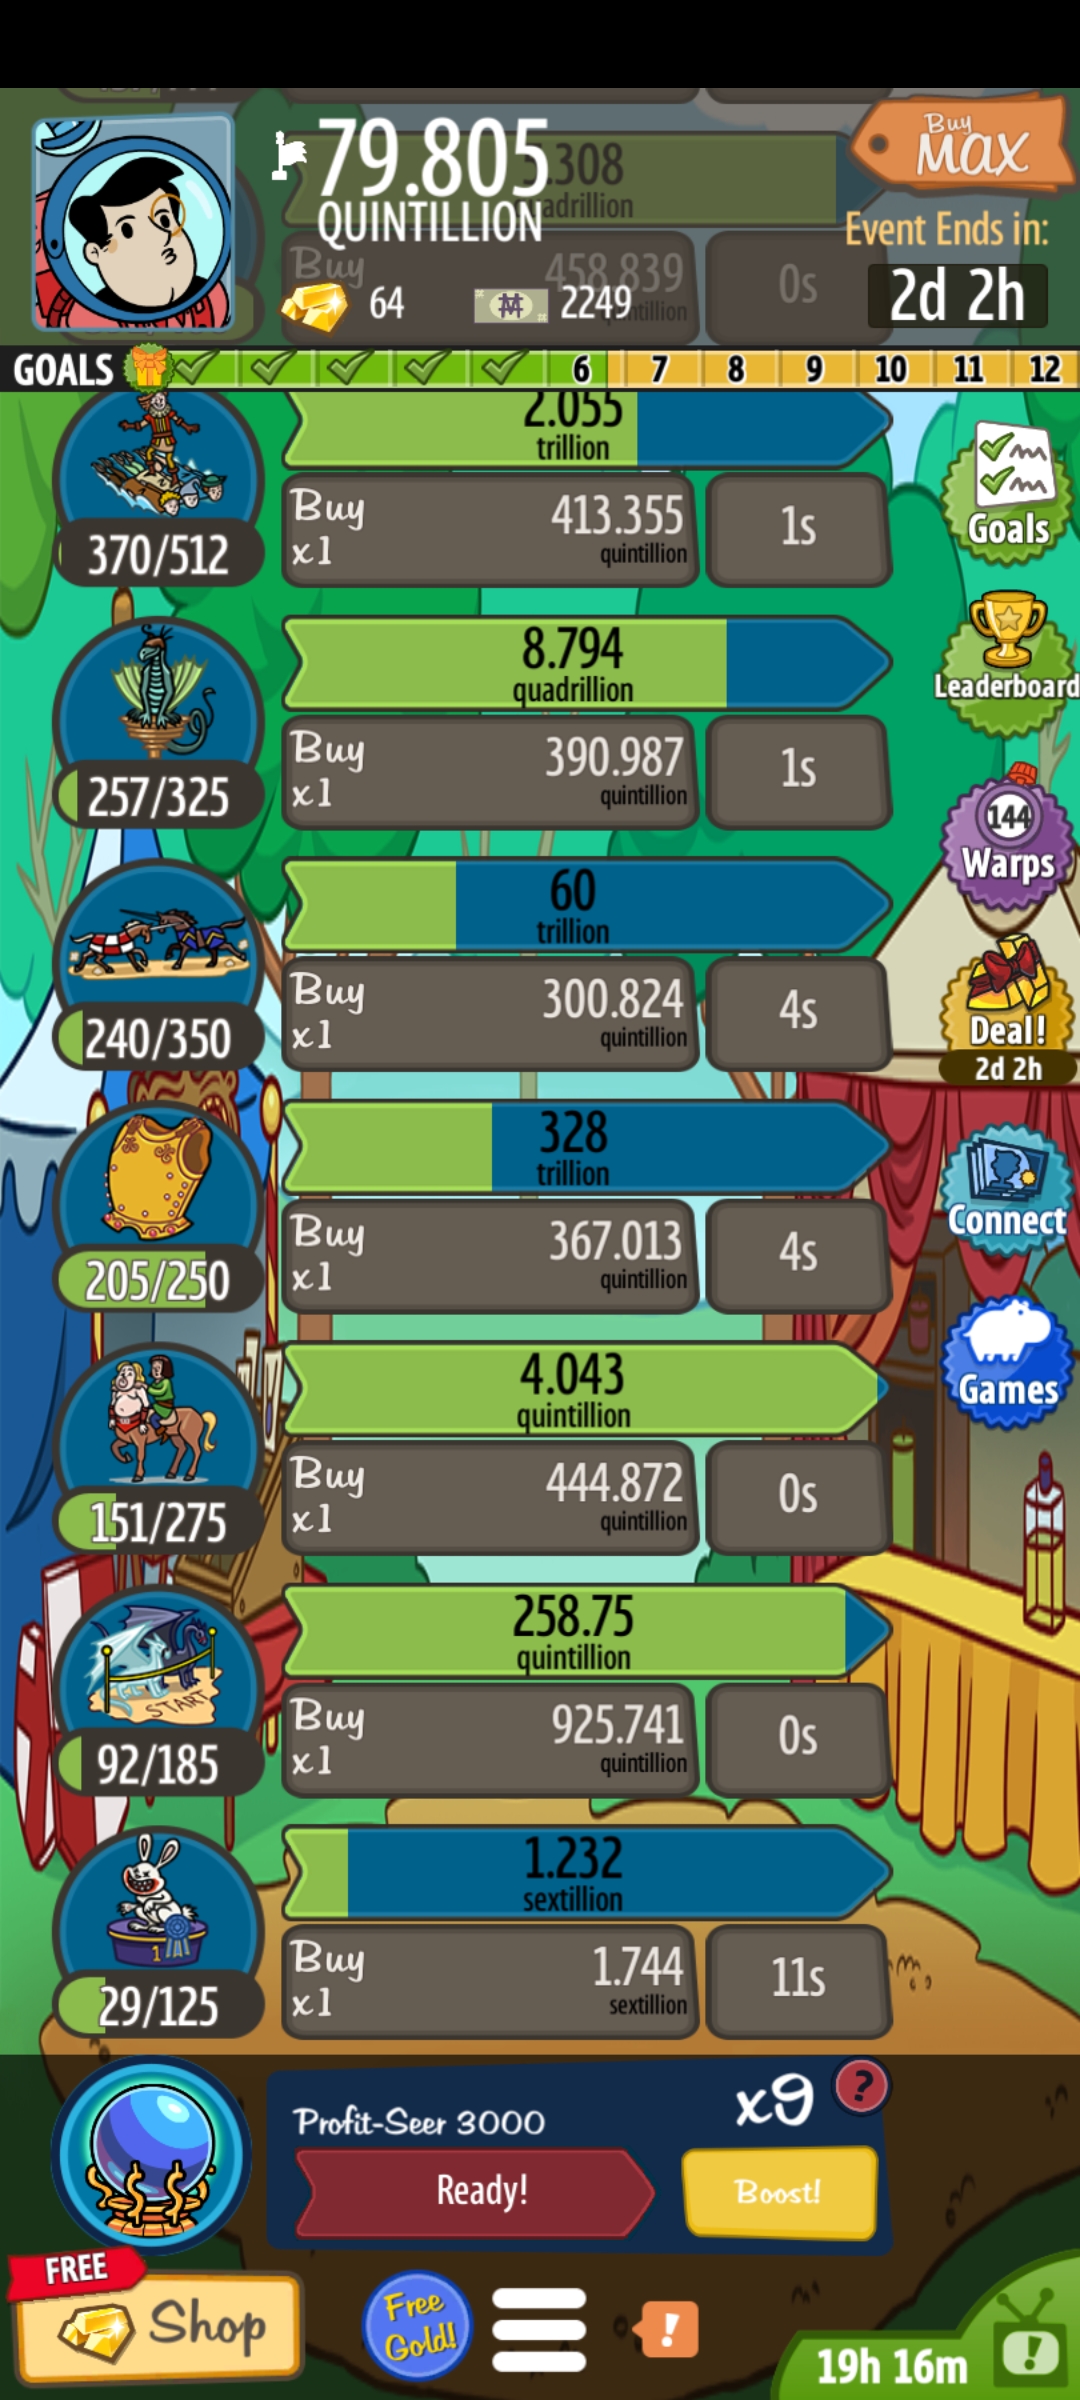 79.805
QUINTILLION
5.308
quadrillion
Buy
MAX
Event Ends in:
2d 2h
Buy
458.839
quintillion
0s
64
2249
GOALS 6 7 8 9 10 11 12
2.055
trillion
370/512
Buy
x1
413.355
quintillion
1s
Goals
Leaderboard
8.794
quadrillion
257/325
Buy
x1
390.987
quintillion
1s
144
Warps
60
trillion
240/350
Buy
x1
300.824
quintillion
4s
Deal!
2d 2h
328
trillion
205/250
Buy
x1
367.013
quintillion
4s
Connect
4.043
quintillion
151/275
Buy
x1
444.872
quintillion
0s
Games
258.75
quintillion
START
92/185
Buy
x1
925.741
quintillion
0s
1.232
sextillion
1
29/125
Buy
x1
1.744
sextillion
11s
Profit-Seer 3000
x9
?
Ready!
Boost!
FREE
Shop
Free
Gold!
!
19h 16m
!